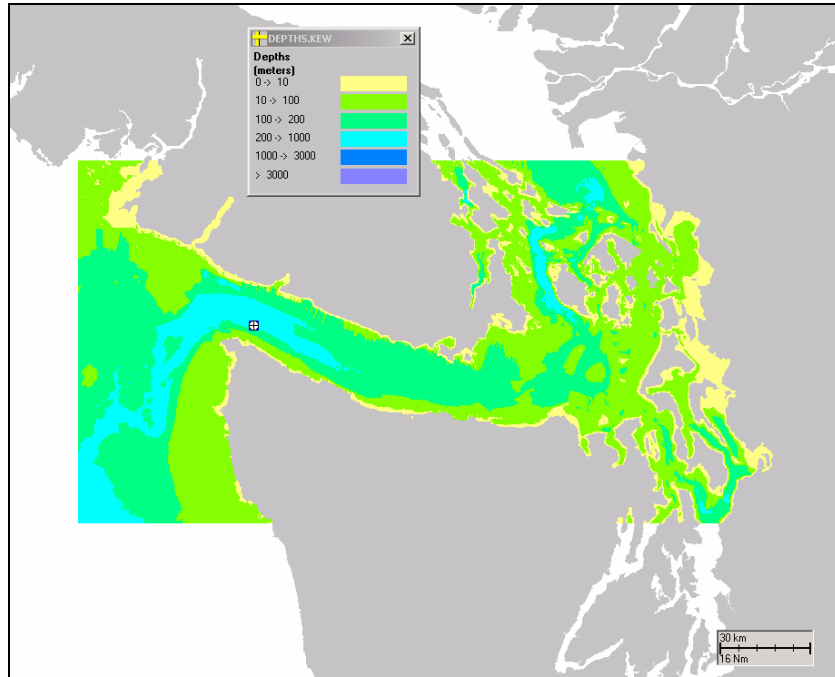 DEPTHS.KEW
Depths
(meters)
0 -> 10
10 -> 100
100 -> 200
200 -> 1000
1000 -> 3000
> 3000
30 km
16 Nm